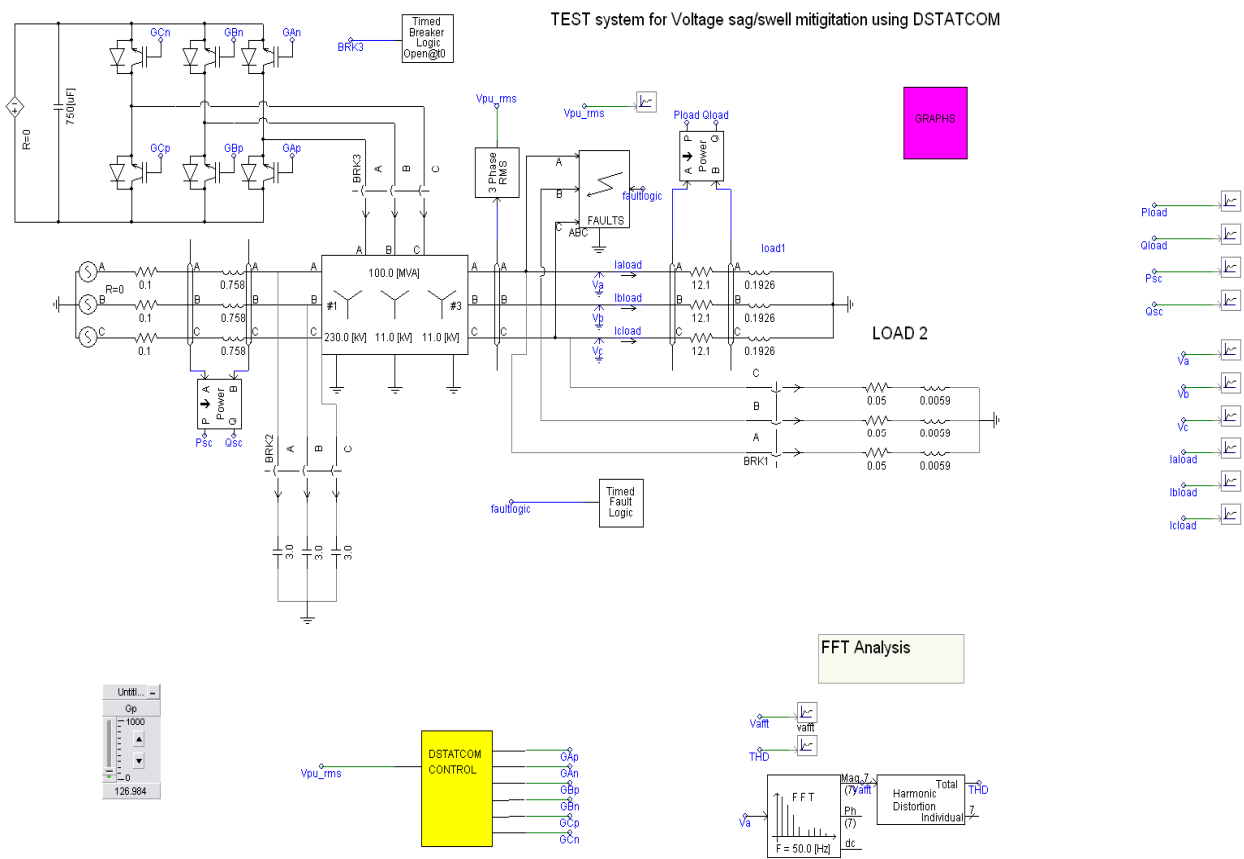 TEST system for Voltage sag/swell mitigitation using DSTATCOM
GCn
GBn
GAn
R=0
750[uF]
GCp
GBp
GAp
BRK3
Timed
Breaker
Logic
Open@t0
Vpu_rms
Vpu_rms
Pload Qload
P
Q
Power
A
B
GRAPHS
BRK3
A
B
C
3 Phase
RMS
A
B
C
FAULTS
ABC
faultlogic
Pload
Qload
Psc
Qsc
A
B
C
R=0
0.1
0.1
0.1
A
B
C
0.758
0.758
0.758
A
B
C
A
B
C
100.0 [MVA]
#1
#3
230.0 [kV]
11.0 [kV]
11.0 [kV]
A
B
C
Iaload
Va
Ibload
Vb
Icload
Vc
A
B
C
12.1
12.1
12.1
load1
A
B
C
0.1926
0.1926
0.1926
LOAD 2
Va
Vb
Vc
Iaload
Ibload
Icload
A
B
Power
P
Q
Psc
Qsc
C
B
A
BRK1
0.05
0.05
0.05
0.0059
0.0059
0.0059
BRK2
A
B
C
3.0
3.0
3.0
faultlogic
Timed
Fault
Logic
FFT Analysis
Untitl...
Gp
1000
0
126.984
Vpu_rms
DSTATCOM
CONTROL
GAp
GAn
GBp
GBn
GCp
GCn
Vafft
vafft
THD
Va
F F T
F = 50.0 [Hz]
Mag 7
(7)
Vafft
Ph
(7)
dc
Total
Harmonic
Distortion
Individual
THD
7